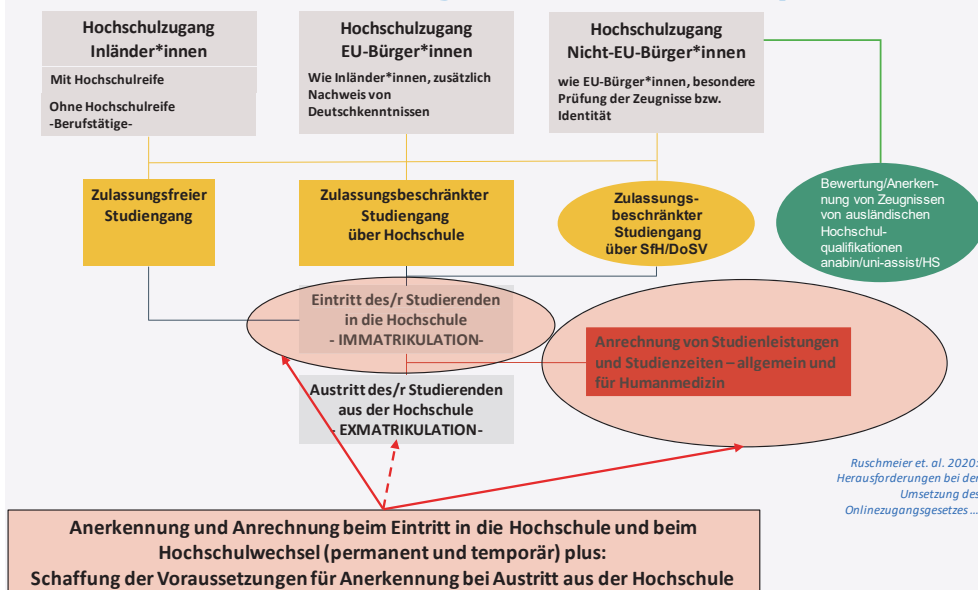 Hochschulzugang
Inländer*innen
Mit Hochschulreife
Ohne Hochschulreife
-Berufstätige-
Hochschulzugang
EU-Bürger*innen
Wie Inländer*innen, zusätzlich
Nachweis von
Deutschkenntnissen
Hochschulzugang
Nicht-EU-Bürger*innen
wie EU-Bürger*innen, besondere
Prüfung der Zeugnisse bzw.
Identität
Zulassungsfreier
Studiengang
Zulassungsbeschränkter
Studiengang
über Hochschule
Zulassungs-
beschränkter
Studiengang
über SfH/DoSV
Bewertung/Anerken-
nung von Zeugnissen
von ausländischen
Hochschul-
qualifikationen
anabin/uni-assist/HS
Eintritt des/r Studierenden
in die Hochschule
- IMMATRIKULATION-
Anrechnung von Studienleistungen
und Studienzeiten – allgemein und
für Humanmedizin
Austritt des/r Studierenden
aus der Hochschule
- EXMATRIKULATION-
Ruschmeier et. al. 2020:
Herausforderungen bei der
Umsetzung des
Onlinezugangsgesetzes ...
Anerkennung und Anrechnung beim Eintritt in die Hochschule und beim
Hochschulwechsel (permanent und temporär) plus:
Schaffung der Voraussetzungen für Anerkennung bei Austritt aus der Hochschule